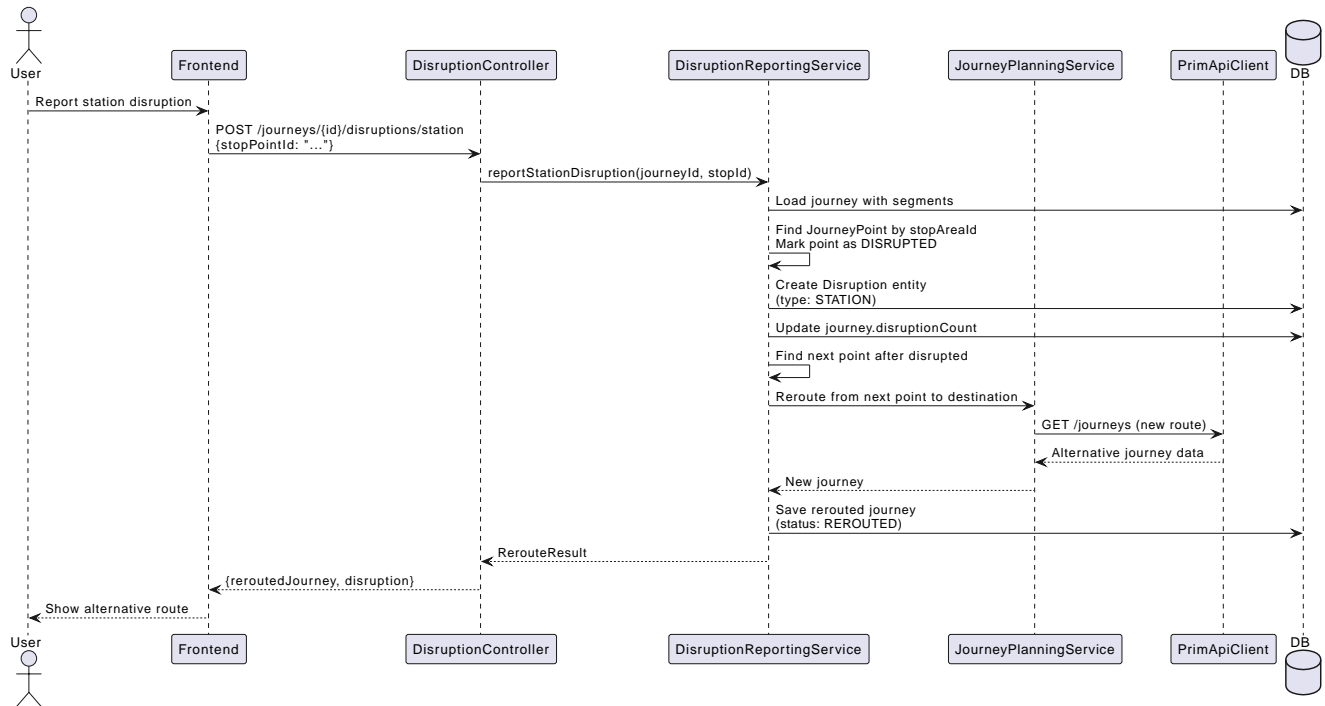 User
Frontend
DisruptionController
DisruptionReportingService
JourneyPlanningService
PrimApiClient
DB
Report station disruption
POST /journeys/{id}/disruptions/station
{stopPointId: "..."}
reportStationDisruption(journeyId, stopId)
Load journey with segments
Find JourneyPoint by stopAreaId
Mark point as DISRUPTED
Create Disruption entity
(type: STATION)
Update journey.disruptionCount
Find next point after disrupted
Reroute from next point to destination
GET /journeys (new route)
Alternative journey data
New journey
Save rerouted journey
(status: REROUTED)
RerouteResult
{reroutedJourney, disruption}
Show alternative route
User
Frontend
DisruptionController
DisruptionReportingService
JourneyPlanningService
PrimApiClient
DB